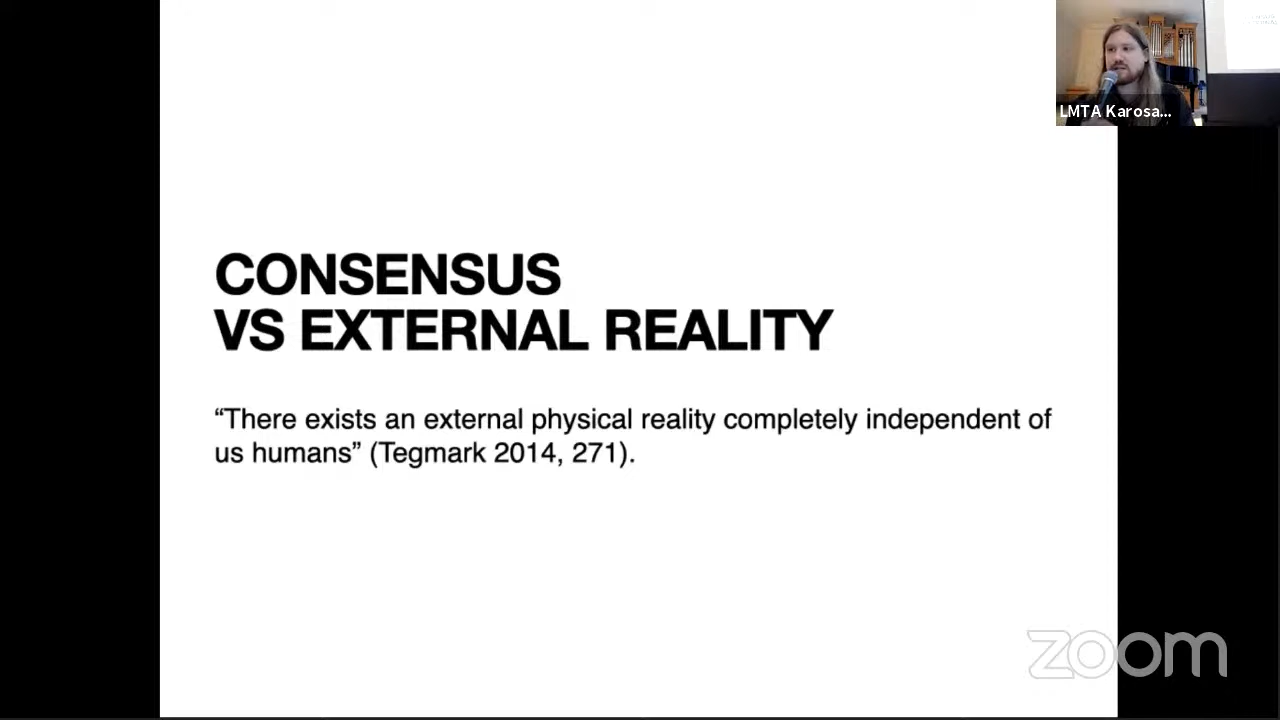 LMTA Karosa...
CONSENSUS
VS EXTERNAL REALITY
“There exists an external physical reality completely independent of
us humans” (Tegmark 2014, 271).
zoom